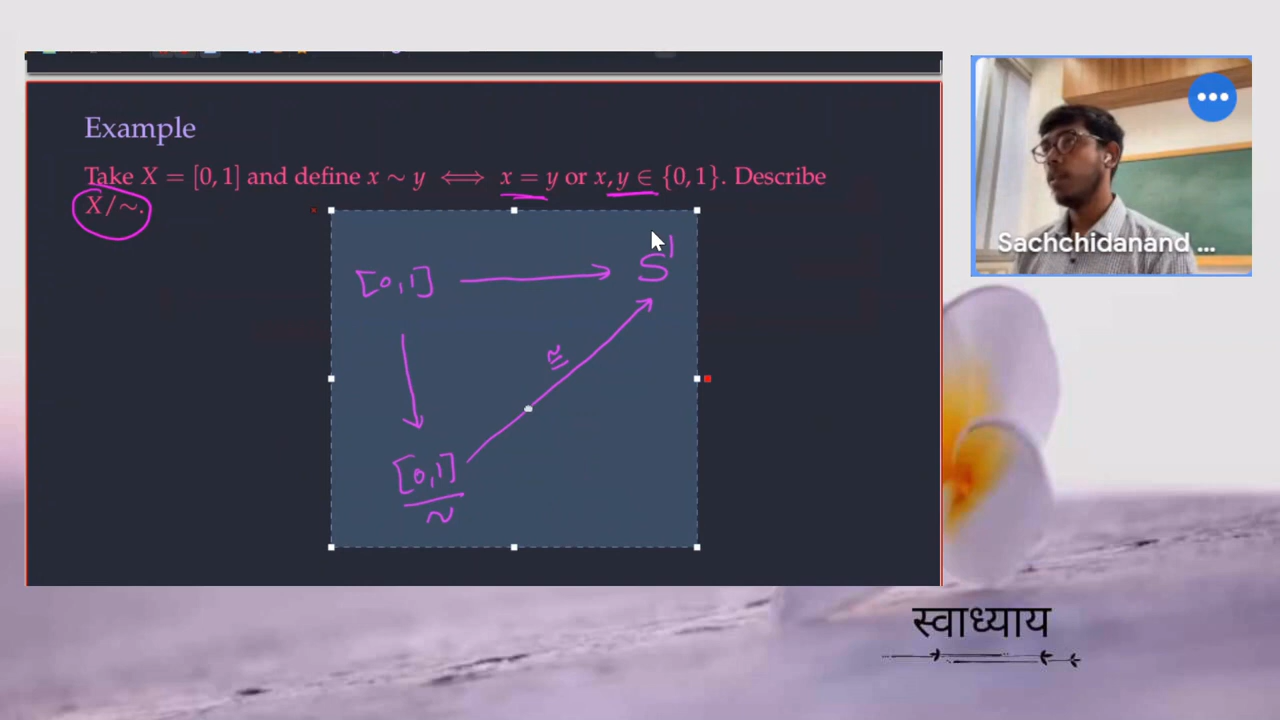 Example
Take X = [0, 1] and define x ∼ y ⟺ x = y or x, y ∈ {0, 1}. Describe
X/∼.
[0,1] S¹
≅
[0,1]
∼
Sachchidanand ...
स्वाध्याय